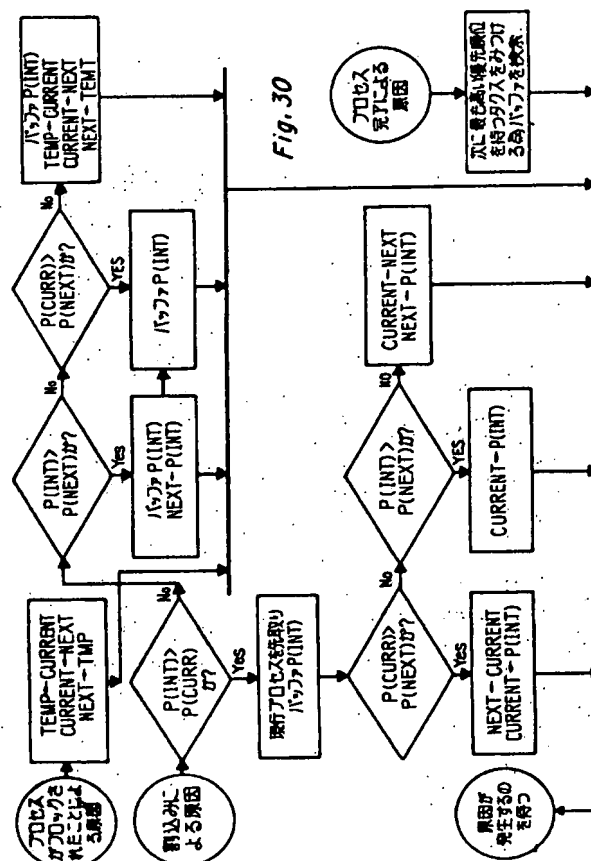 プロセス
がブロックさ
れたことによ
る原因
TEMP←CURRENT
CURRENT←NEXT
NEXT←TMP
割込みに
よる原因
P(INT)>
P(CURR)
か?
No
Yes
P(INT)>
P(NEXT)か?
No
Yes
バッファP(INT)
NEXT←P(INT)
P(CURR)>
P(NEXT)か?
No
YES
バッファP(INT)
バッファP(INT)
TEMP←CURRENT
CURRENT←NEXT
NEXT←TEMT
Fig. 30
現行プロセスを先取り
バッファP(INT)
P(CURR)>
P(NEXT)か?
No
Yes
NEXT←CURRENT
CURRENT←P(INT)
P(INT)>
P(NEXT)か?
NO
YES
CURRENT←P(INT)
CURRENT←NEXT
NEXT←P(INT)
プロセス
完了による
原因
次に最も高い優先順位
を持つタクスをみつけ
る為バッファを検索
原因が
発生するの
を待つ